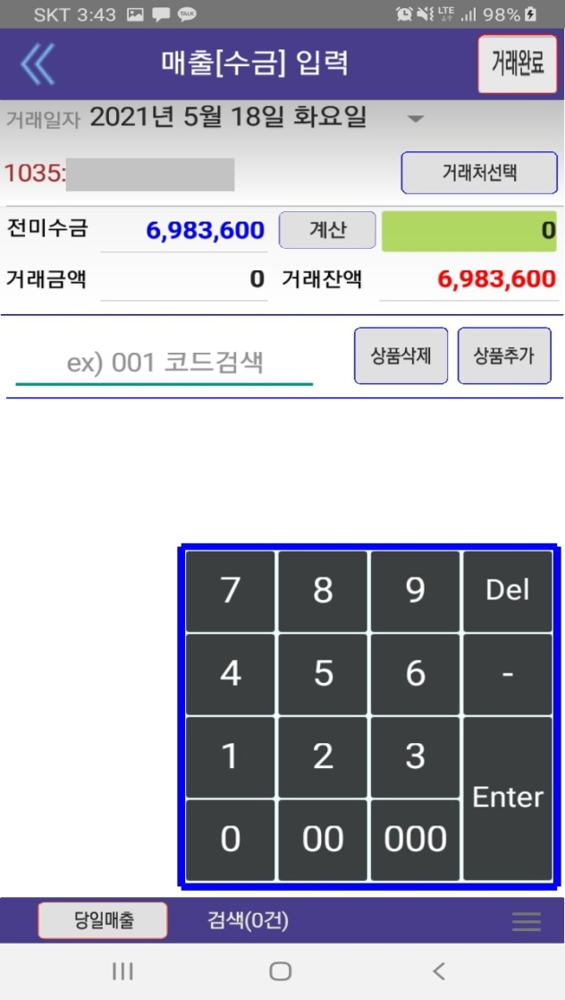 SKT 3:43 TALK LTE 98%
매출[수금] 입력 거래완료
거래일자 2021년 5월 18일 화요일
1035: 거래처선택
전미수금 6,983,600 계산 0
거래금액 0 거래잔액 6,983,600
ex) 001 코드검색 상품삭제 상품추가
7 8 9 Del
4 5 6 -
1 2 3
Enter
0 00 000
당일매출 검색(0건)